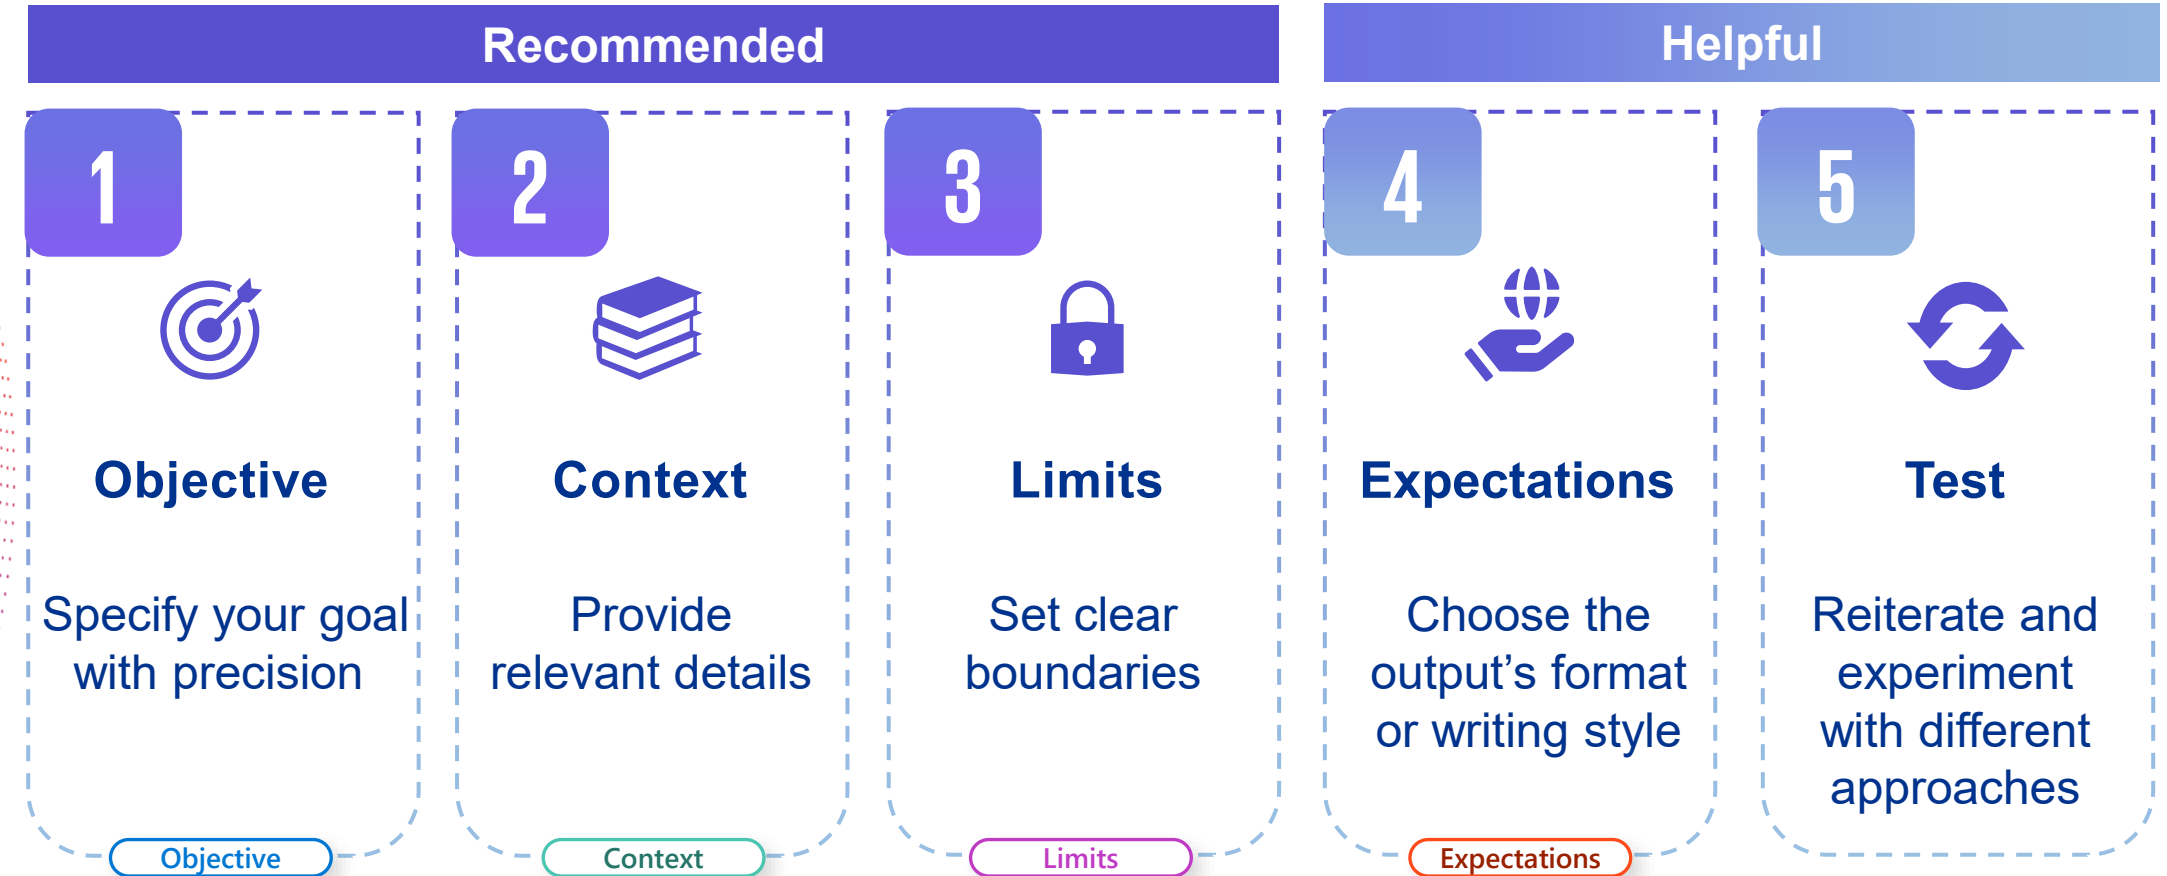 Recommended
Helpful
1
Objective
Specify your goal
with precision
Objective
2
Context
Provide
relevant details
Context
3
Limits
Set clear
boundaries
Limits
4
Expectations
Choose the
output’s format
or writing style
Expectations
5
Test
Reiterate and
experiment
with different
approaches